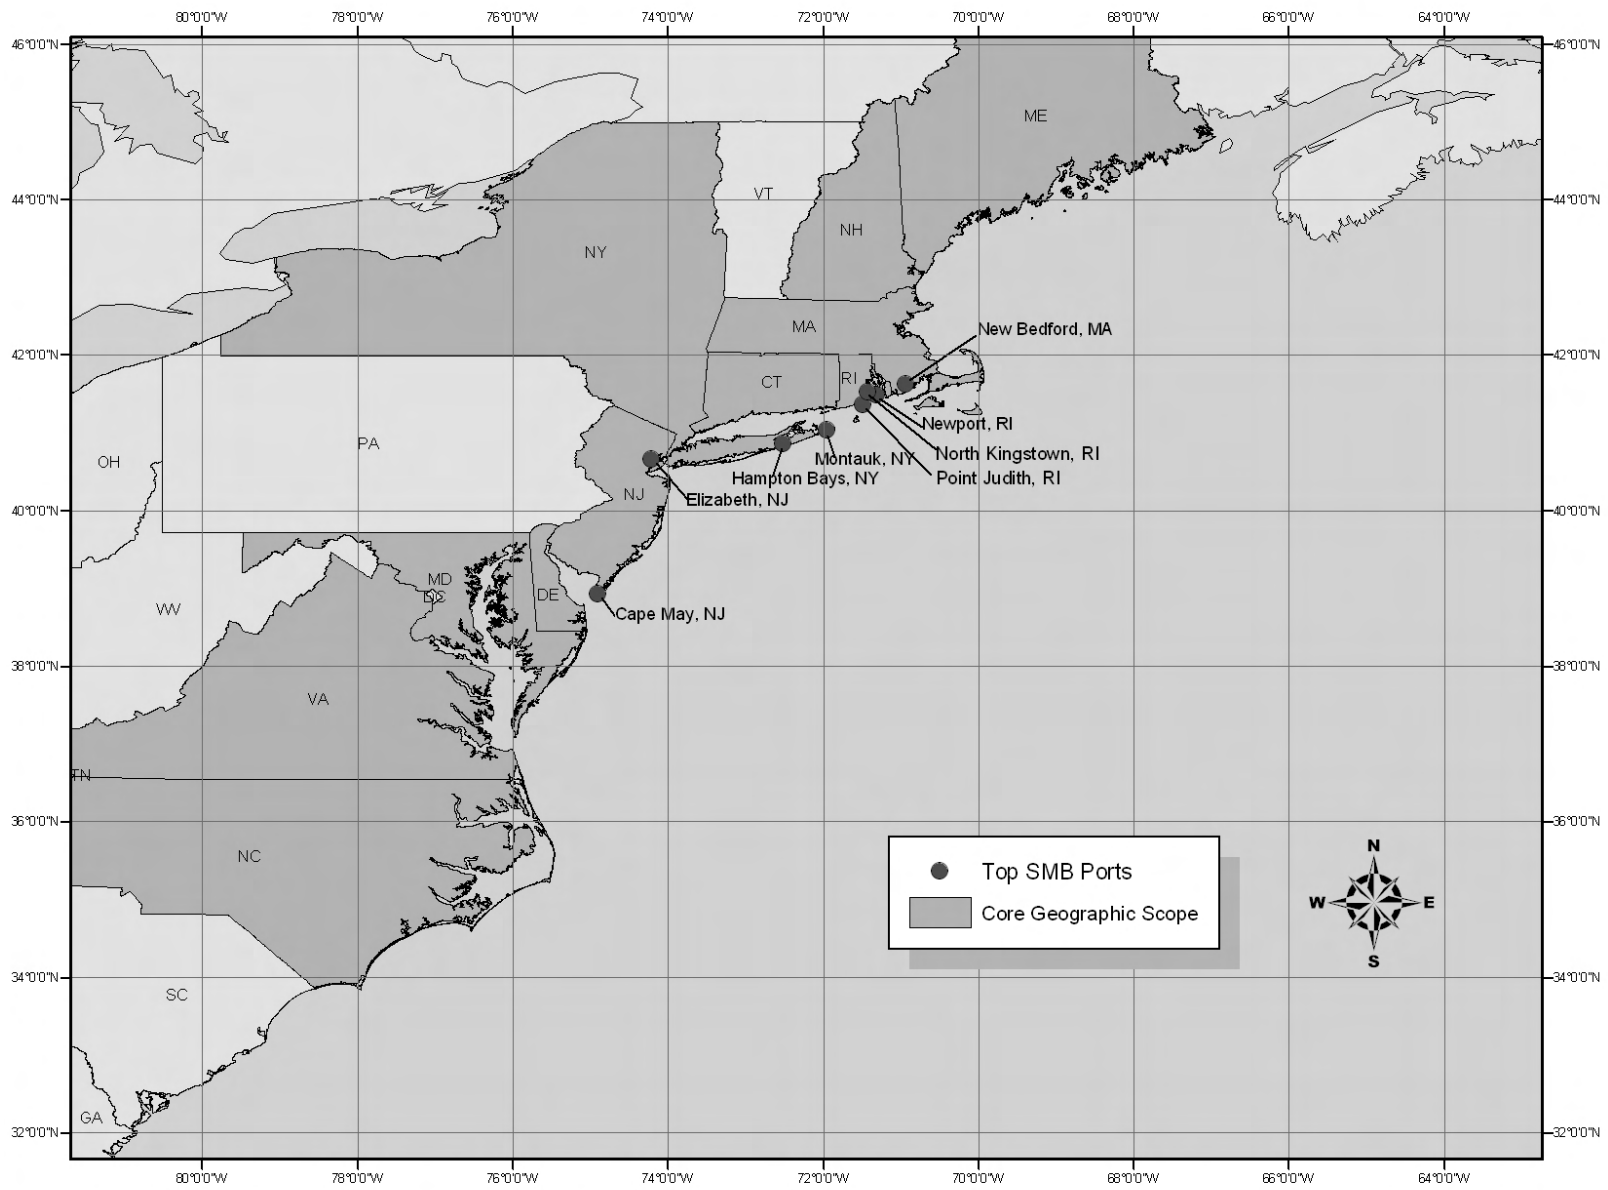 80°0'0"W 78°0'0"W 76°0'0"W 74°0'0"W 72°0'0"W 70°0'0"W 68°0'0"W 66°0'0"W 64°0'0"W
46°0'0"N 46°0'0"N
ME
VT
44°0'0"N 44°0'0"N
NH
NY
MA
New Bedford, MA
42°0'0"N 42°0'0"N
CT
RI
Newport, RI
PA
North Kingstown, RI
OH
Montauk, NY
Hampton Bays, NY
Point Judith, RI
NJ
Elizabeth, NJ
40°0'0"N 40°0'0"N
MD
DC
DE
WV
Cape May, NJ
38°0'0"N 38°0'0"N
VA
TN
36°0'0"N 36°0'0"N
NC
N
Top SMB Ports
W E
Core Geographic Scope
S
34°0'0"N 34°0'0"N
SC
GA
32°0'0"N 32°0'0"N
80°0'0"W 78°0'0"W 76°0'0"W 74°0'0"W 72°0'0"W 70°0'0"W 68°0'0"W 66°0'0"W 64°0'0"W